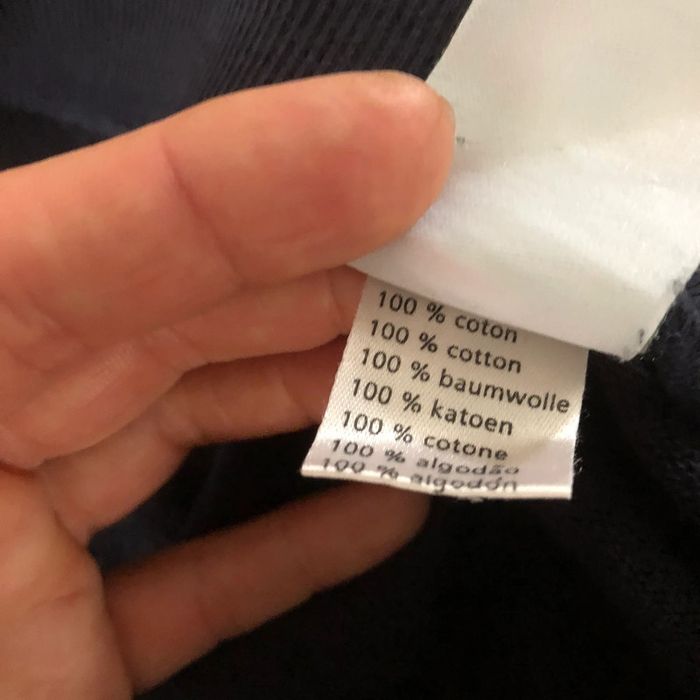 100 % coton
100 % cotton
100 % baumwolle
100 % katoen
100 % cotone
100 % algodão
100 % algodón